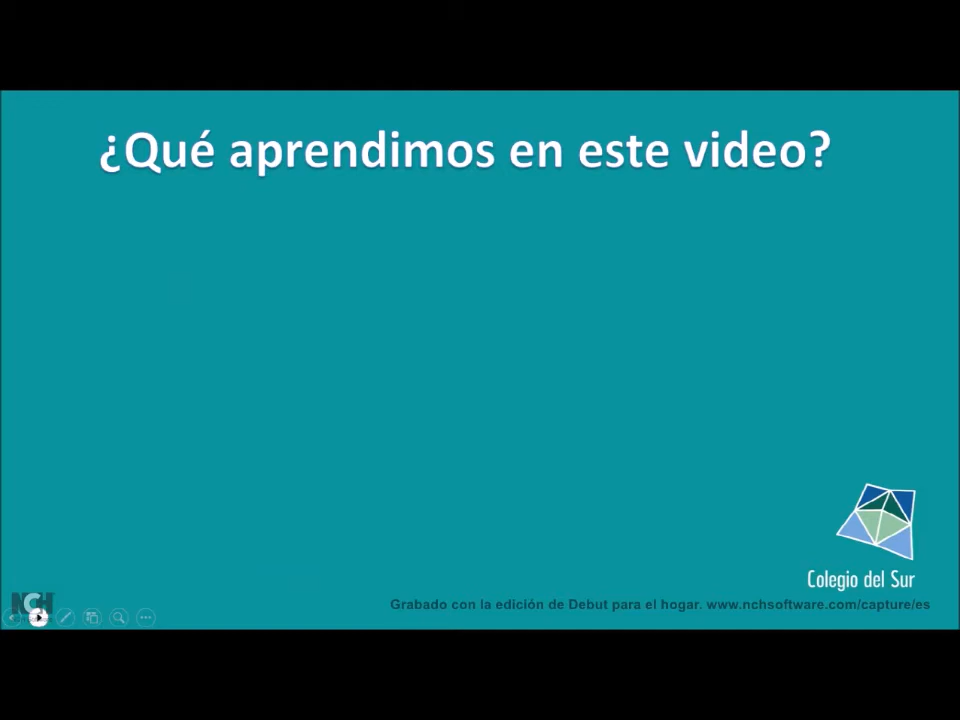 ¿Qué aprendimos en este video?
Colegio del Sur
NCH
Grabado con la edición de Debut para el hogar. www.nchsoftware.com/capture/es